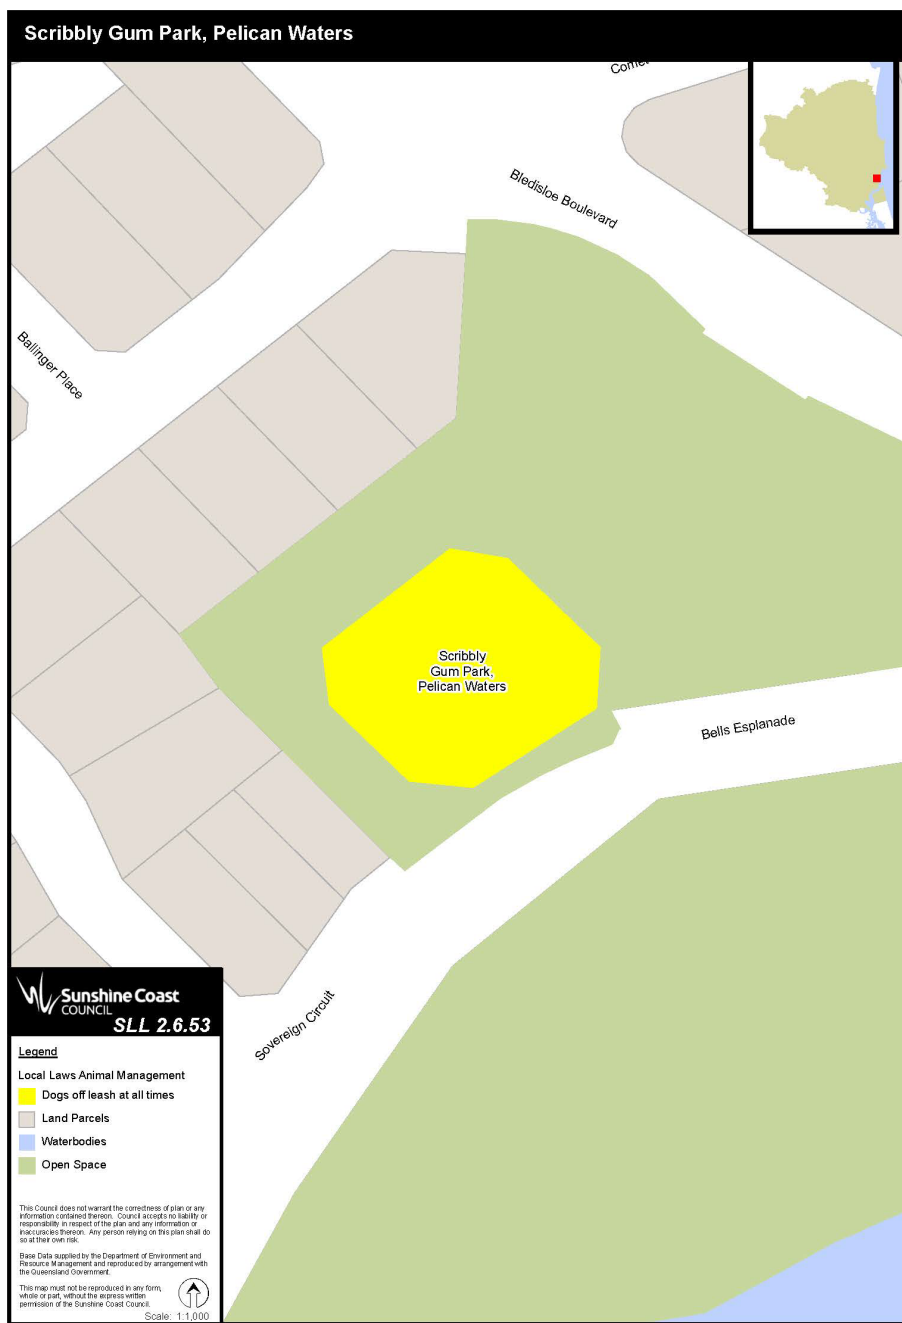 Scribbly Gum Park, Pelican Waters
Bledisloe Boulevard
Ballinger Place
Scribbly
Gum Park,
Pelican Waters
Bells Esplanade
Sovereign Circuit
Sunshine Coast
COUNCIL
SLL 2.6.53
Legend
Local Laws Animal Management
Dogs off leash at all times
Land Parcels
Waterbodies
Open Space
This Council does not warrant the correctness of plan or any
information contained thereon. Council accepts no liability or
responsibility in respect of the plan and any information or
inaccuracies thereon. Any person relying on this plan shall do
so at their own risk.
Base Data supplied by the Department of Environment and
Resource Management and reproduced by arrangement with
the Queensland Government.
This map must not be reproduced in any form,
whole or part, without the express written
permission of the Sunshine Coast Council.
Scale: 1:1,000